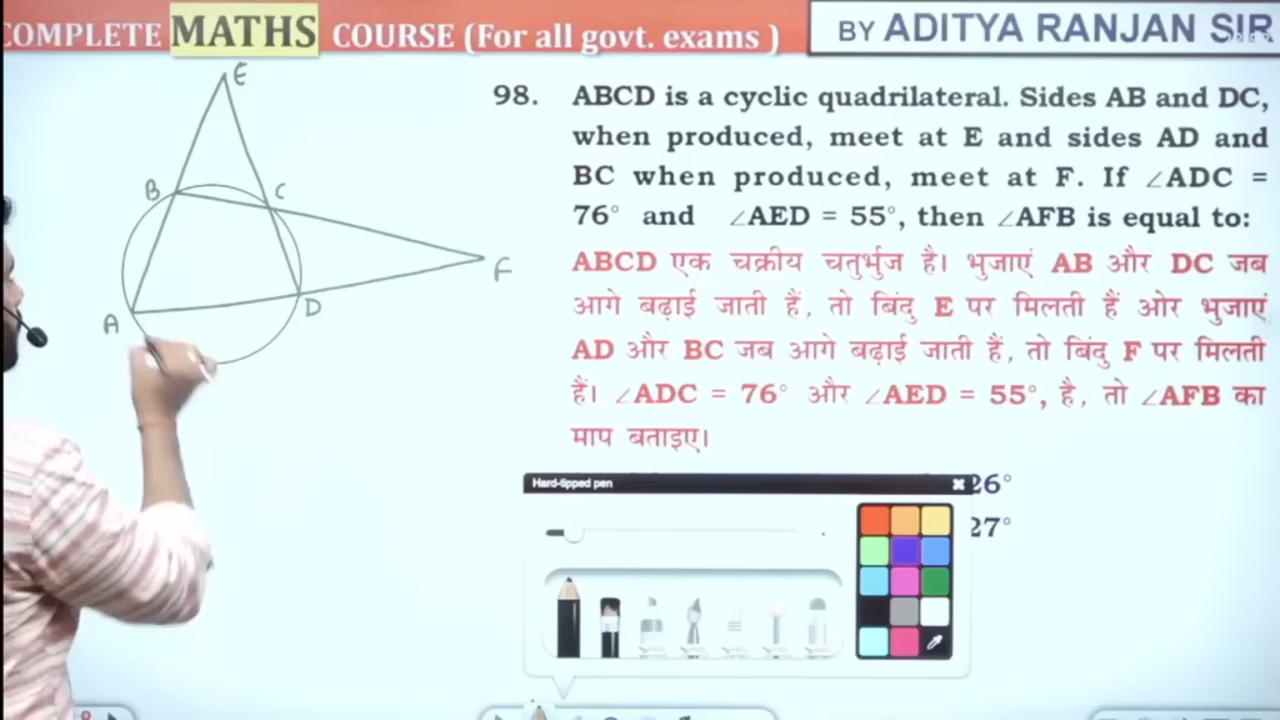 COMPLETE MATHS COURSE (For all govt. exams )
BY ADITYA RANJAN SIR
E
B
C
F
A
D
98. ABCD is a cyclic quadrilateral. Sides AB and DC,
when produced, meet at E and sides AD and
BC when produced, meet at F. If ∠ADC =
76° and ∠AED = 55°, then ∠AFB is equal to:
ABCD एक चक्रीय चतुर्भुज है। भुजाएं AB और DC जब
आगे बढ़ाई जाती हैं, तो बिंदु E पर मिलती हैं ओर भुजाएं
AD और BC जब आगे बढ़ाई जाती हैं, तो बिंदु F पर मिलती
हैं। ∠ADC = 76° और ∠AED = 55°, है, तो ∠AFB का
माप बताइए।
26°
27°
Hard-tipped pen